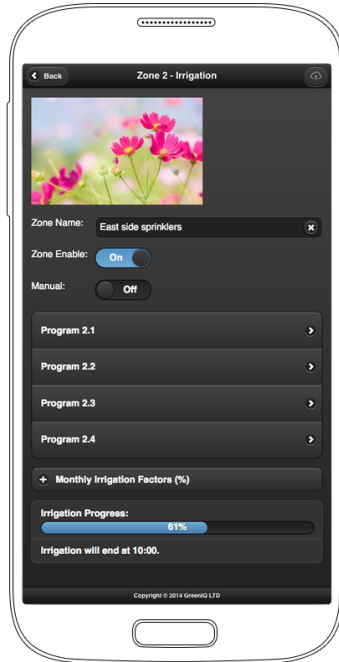 Back
Zone 2 - Irrigation
Zone Name:
East side sprinklers
Zone Enable:
On
Manual:
Off
Program 2.1
Program 2.2
Program 2.3
Program 2.4
Monthly Irrigation Factors (%)
Irrigation Progress:
61%
Irrigation will end at 10:00.
Copyright © 2014 GreenIQ LTD